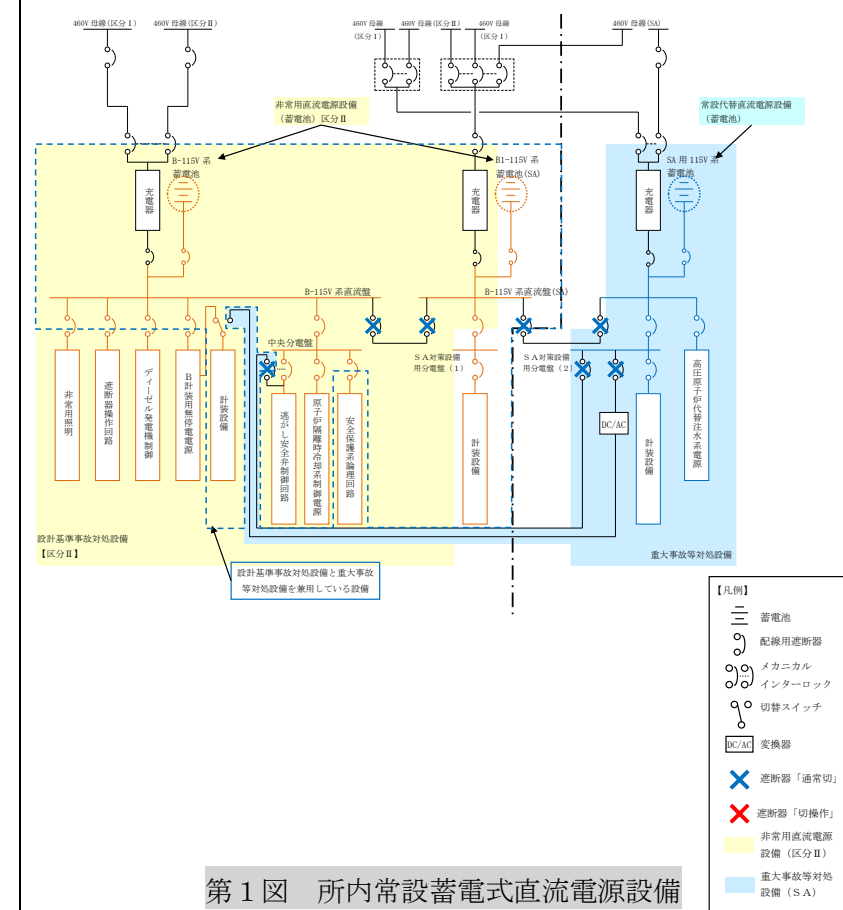 460V 母線(区分Ⅰ)
460V 母線(区分Ⅱ)
460V 母線
(区分Ⅰ)
460V 母線(区分Ⅱ)
460V 母線
(区分Ⅰ)
460V 母線(SA)
非常用直流電源設備
(蓄電池)区分Ⅱ
常設代替直流電源設備
(蓄電池)
B-115V 系
蓄電池
B1-115V 系
蓄電池(SA)
SA 用 115V 系
蓄電池
充電器
充電器
充電器
B-115V 系直流盤
B-115V 系直流盤(SA)
中央分電盤
SA対策設備
用分電盤(1)
SA対策設備
用分電盤(2)
非常用照明
遮断器操作回路
ディーゼル発電機制御
B計装用無停電電源
計装設備
逃がし安全弁制御回路
原子炉隔離時冷却系制御電源
安全保護系論理回路
計装設備
DC/AC
計装設備
高圧原子炉代替注水系電源
設計基準事故対処設備
【区分Ⅱ】
重大事故等対処設備
設計基準事故対処設備と重大事故
等対処設備を兼用している設備
【凡例】
蓄電池
配線用遮断器
メカニカル
インターロック
切替スイッチ
DC/AC 変換器
遮断器「通常切」
遮断器「切操作」
非常用直流電源
設備(区分Ⅱ)
重大事故等対処
設備(SA)
第1図 所内常設蓄電式直流電源設備